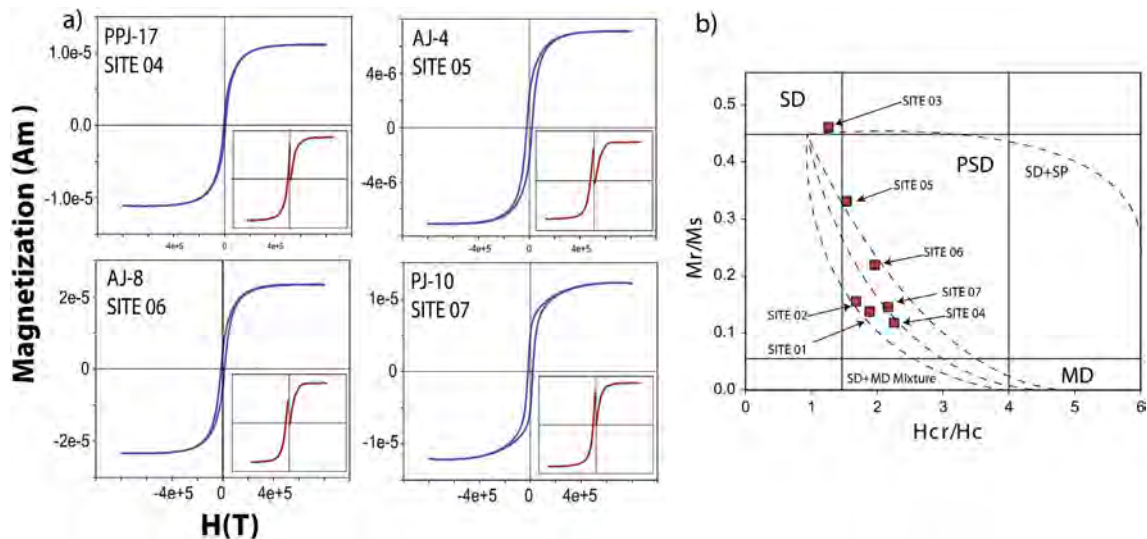 a)
Magnetization (Am)
PPJ-17
SITE 04
1.0e-5
0.0
-1.0e-5
4e+5
0
4e+5
AJ-4
SITE 05
4e-6
0
-4e-6
4e+5
0
4e+5
AJ-8
SITE 06
2e-5
0
-2e-5
-4e+5
0
4e+5
PJ-10
SITE 07
1e-5
0
-1e-5
-4e+5
0
4e+5
H(T)
b)
Mr/Ms
0.5
0.4
0.3
0.2
0.1
0.0
SD
SITE 03
PSD
SD+SP
SITE 05
SITE 06
SITE 07
SITE 02
SITE 04
SITE 01
SD+MD Mixture
MD
0
1
2
3
4
5
6
Hcr/Hc